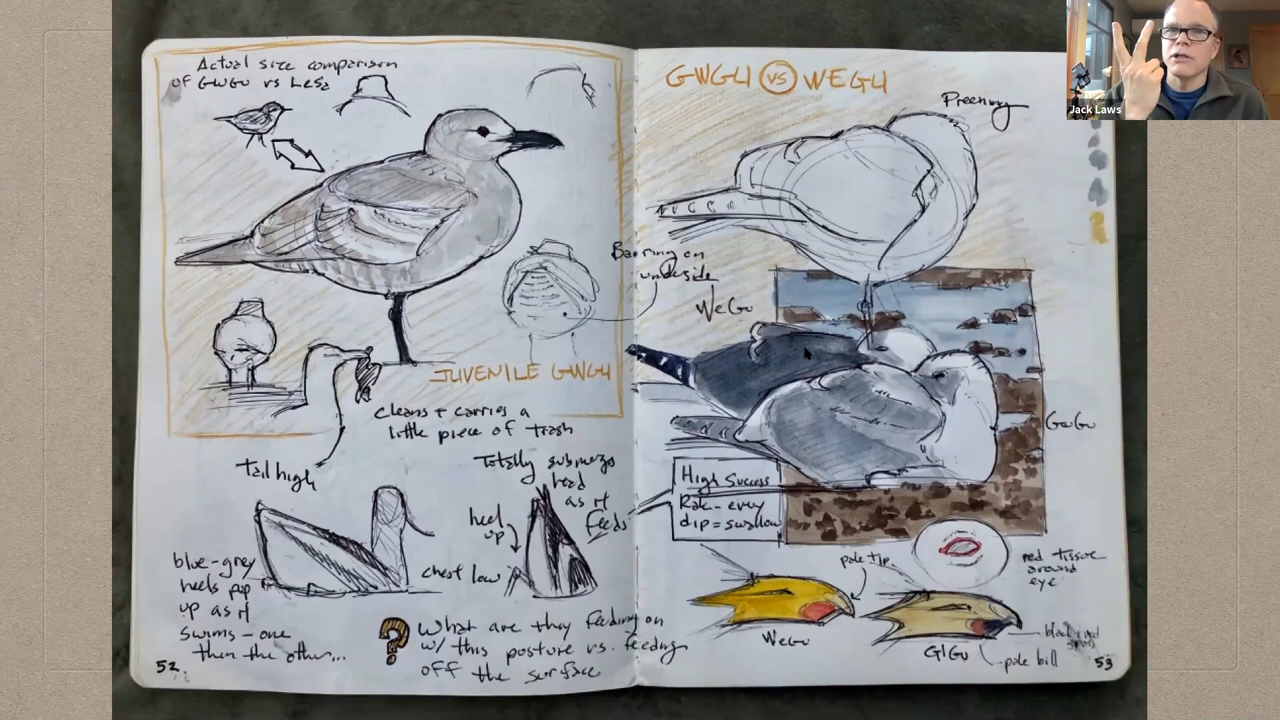 Actual size comparison
of GWGU vs LESA
JUVENILE GWGU
cleans + carries a
little piece of trash
Tail high
Totally submergs
head
as it
feeds
heel
up
chest low
blue-grey
heels pop
up as it
swims - one
then the other...
?
What are they feeding on
w/ this posture vs. feeding
off the surface
52
GWGU vs WEGU
Preening
Barring on
underside
WeGu
GwGu
High Success
Rate - every
dip = swallow
pale tip
red tissue
around
eye
WeGu
GlGu
pale bill
53
Jack Laws